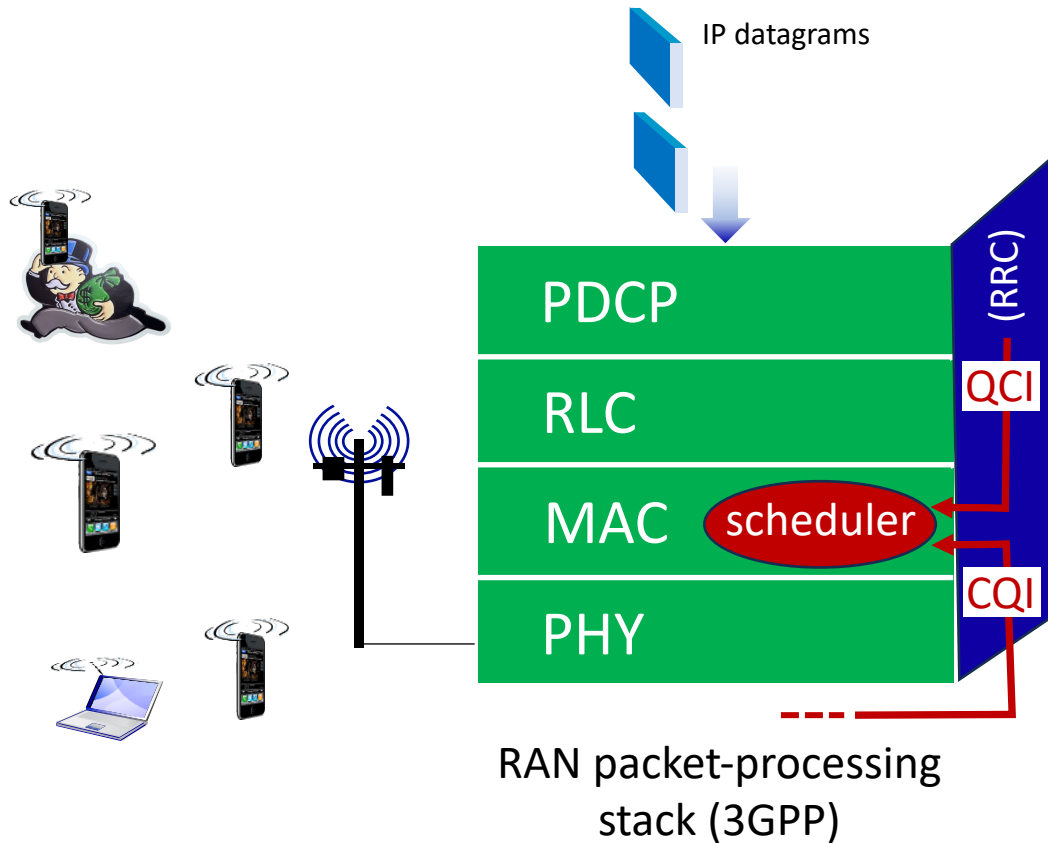 IP datagrams
PDCP
(RRC)
RLC
QCI
MAC
scheduler
PHY
CQI
RAN packet-processing
stack (3GPP)